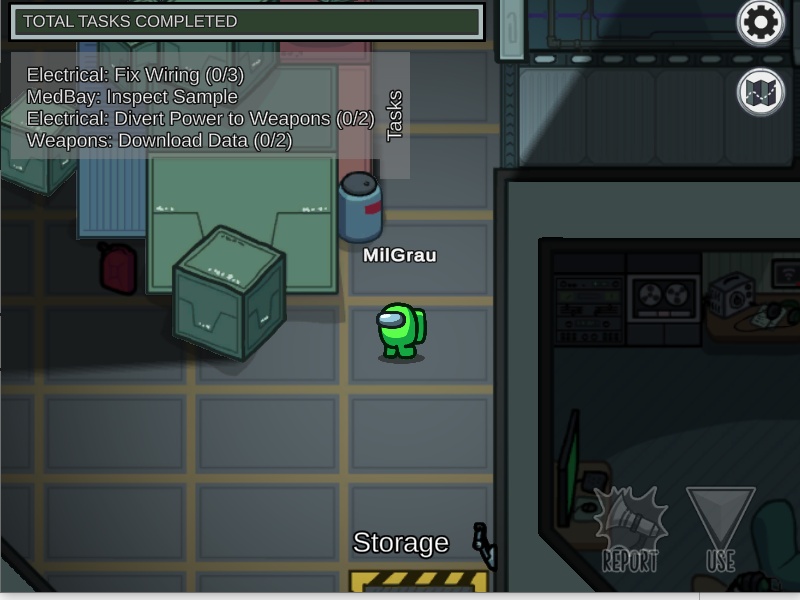 TOTAL TASKS COMPLETED
Electrical: Fix Wiring (0/3)
MedBay: Inspect Sample
Electrical: Divert Power to Weapons (0/2)
Weapons: Download Data (0/2)
Tasks
MilGrau
Storage
REPORT
USE